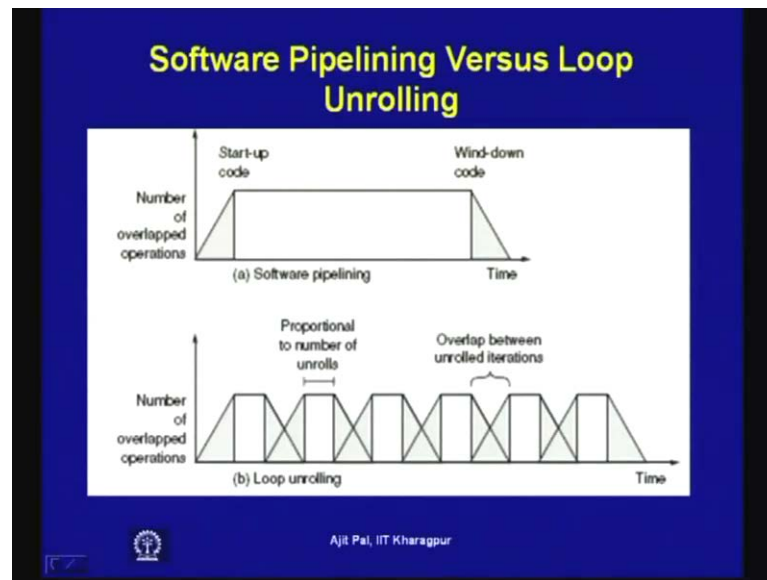 Software Pipelining Versus Loop
Unrolling
Start-up
code
Wind-down
code
Number
of
overlapped
operations
(a) Software pipelining
Time
Proportional
to number of
unrolls
Overlap between
unrolled iterations
Number
of
overlapped
operations
(b) Loop unrolling
Time
Ajit Pal, IIT Kharagpur